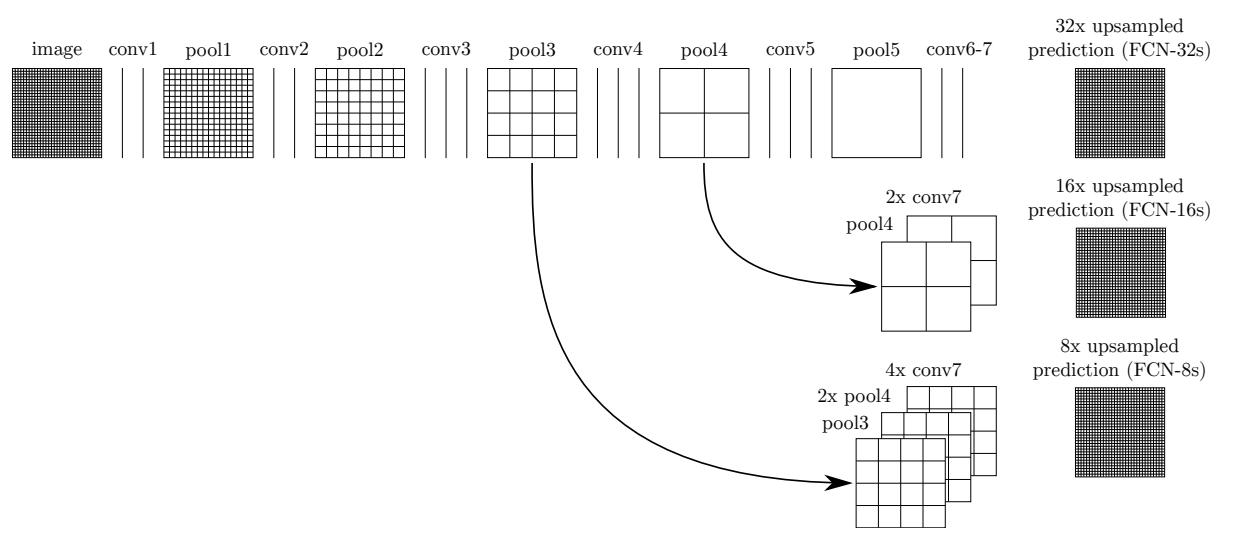 image
conv1
pool1
conv2
pool2
conv3
pool3
conv4
pool4
conv5
pool5
conv6-7
32x upsampled
prediction (FCN-32s)
2x conv7
pool4
16x upsampled
prediction (FCN-16s)
4x conv7
2x pool4
pool3
8x upsampled
prediction (FCN-8s)